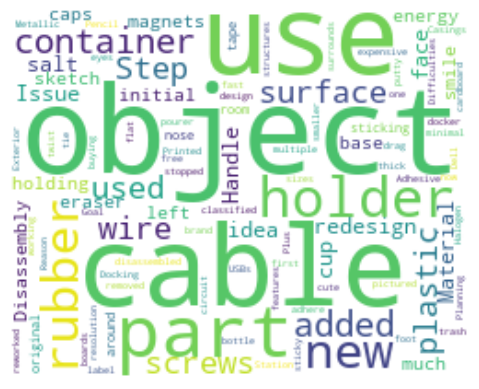 caps
Metallic
Pencil
magnets
tape
use
structures
surrounds
energy
expensive
Casings
container
salt
Step
eyes
sketch
fast
design
room
putty
one
face
smile
Difficulties
cardboard
Issue
initial
surface
smaller
docker
minimal
object
Exterior
twist
tie
flat
pourer
nose
Printed
free
stopped
Handle
multiple
base
sticking
drag
thick
Adhesive
small
holding
eraser
used
buying
Goal
left
classified
sizes
holder
Disassembly
working
rubber
wire
brand
idea
Plus
redesign
cup
plastic
Material
Halogen
Planning
Reason
cable
disassembled
Docking
removed
USBs
circuit
first
features
cute
pictured
adhere
reworked
original
boards
resolution
label
around
part
bottle
sticky
Station
added
new
foot
trash
screws
much